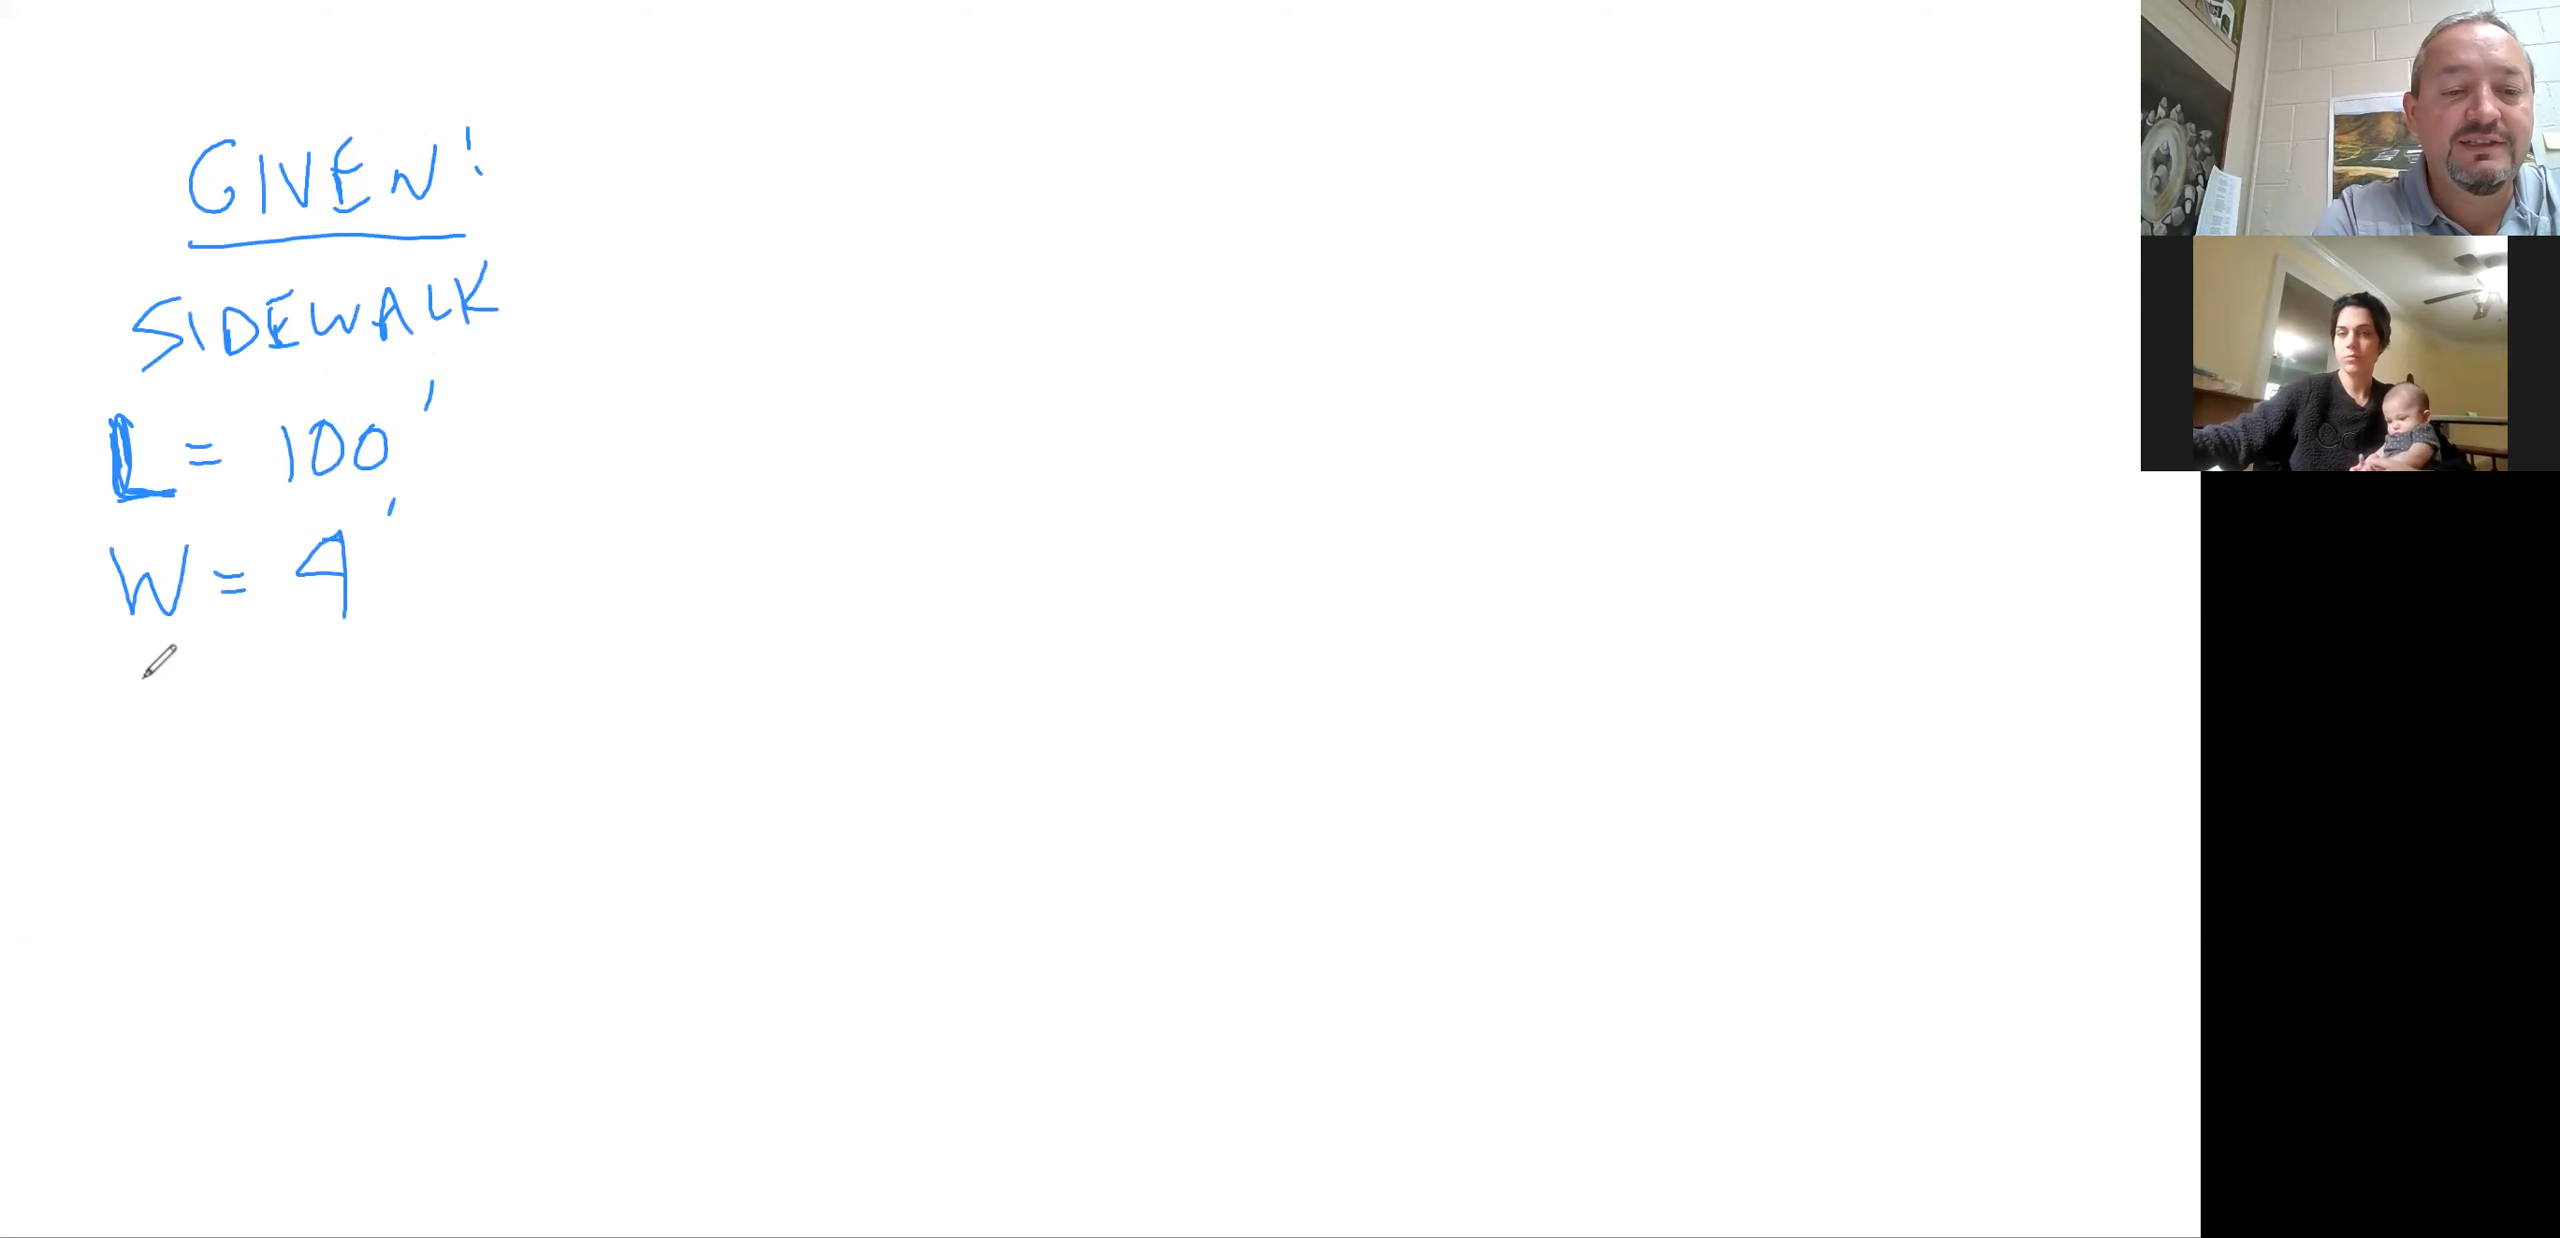 GIVEN:
SIDEWALK
L = 100'
W = 4'